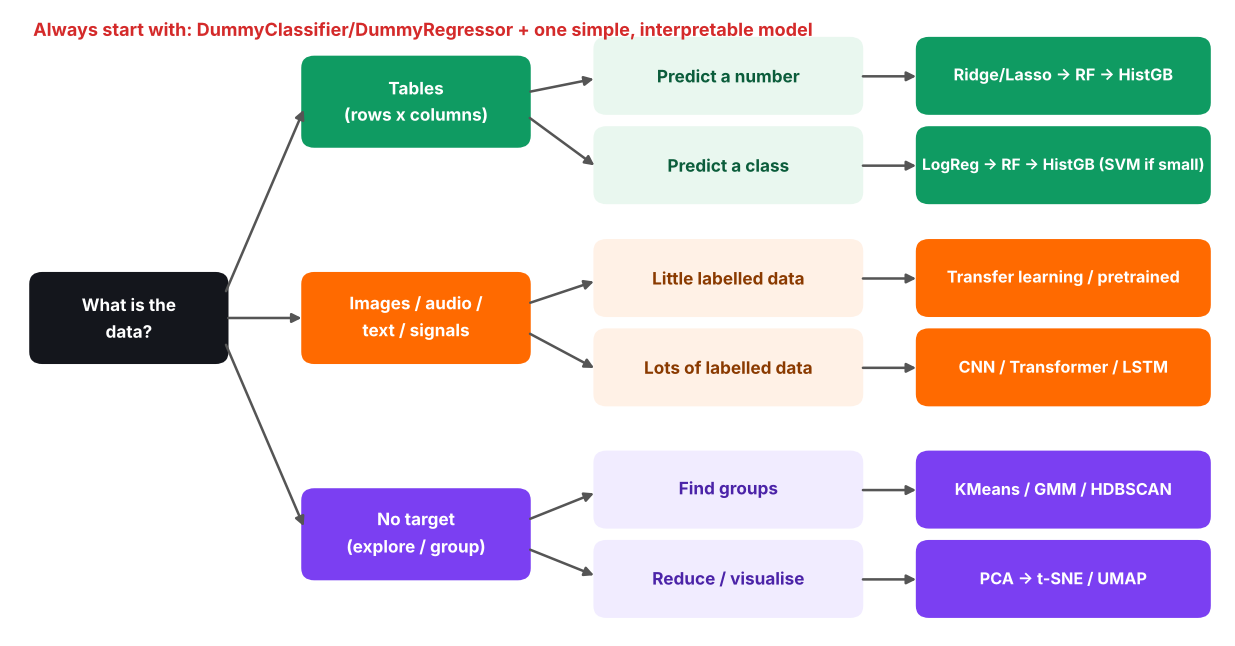 Always start with: DummyClassifier/DummyRegressor + one simple, interpretable model
Tables
(rows x columns)
Predict a number
Ridge/Lasso → RF → HistGB
Predict a class
LogReg → RF → HistGB (SVM if small)
What is the
data?
Images / audio /
text / signals
Little labelled data
Transfer learning / pretrained
Lots of labelled data
CNN / Transformer / LSTM
No target
(explore / group)
Find groups
KMeans / GMM / HDBSCAN
Reduce / visualise
PCA → t-SNE / UMAP